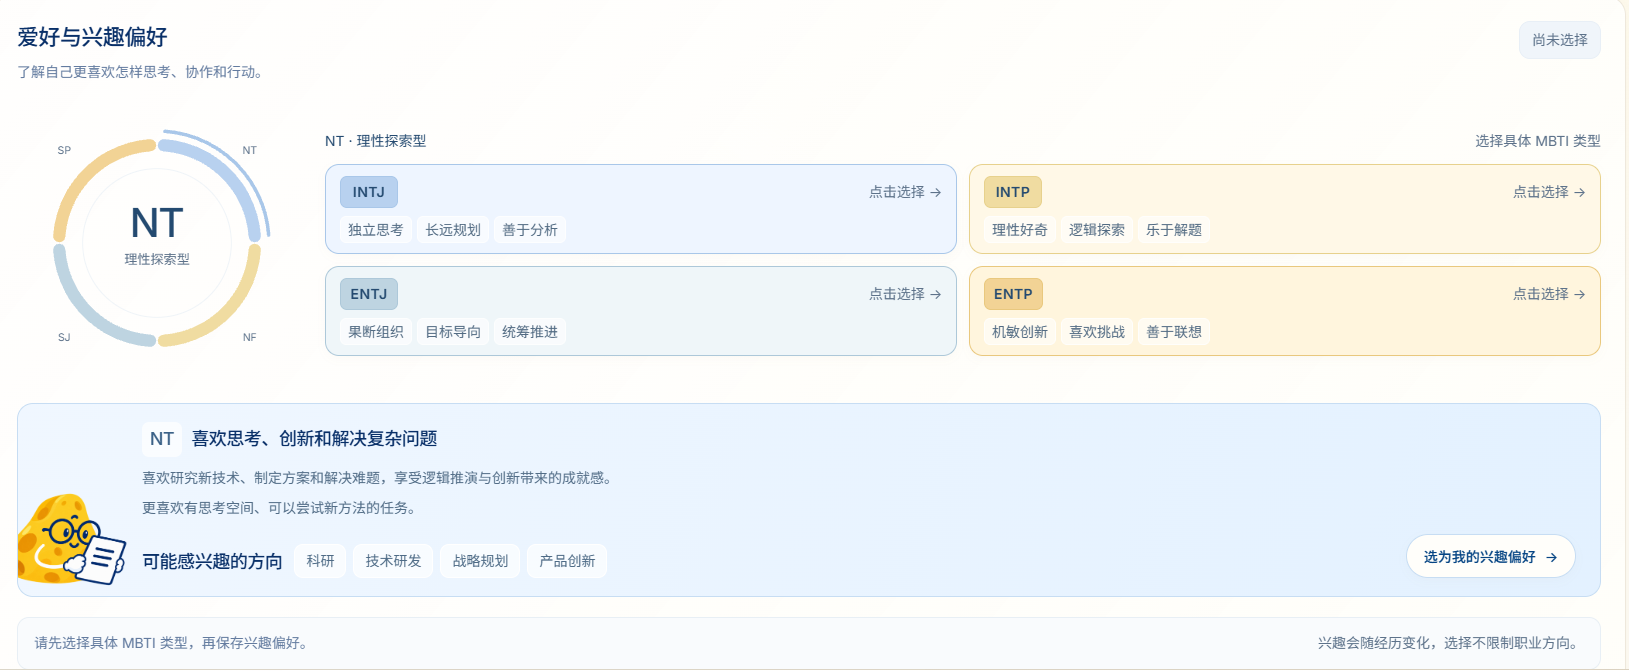 爱好与兴趣偏好
尚未选择
了解自己更喜欢怎样思考、协作和行动。
SP
NT
NT
理性探索型
SJ
NF
NT · 理性探索型
选择具体 MBTI 类型
INTJ
点击选择 →
独立思考 长远规划 善于分析
INTP
点击选择 →
理性好奇 逻辑探索 乐于解题
ENTJ
点击选择 →
果断组织 目标导向 统筹推进
ENTP
点击选择 →
机敏创新 喜欢挑战 善于联想
NT 喜欢思考、创新和解决复杂问题
喜欢研究新技术、制定方案和解决难题，享受逻辑推演与创新带来的成就感。
更喜欢有思考空间、可以尝试新方法的任务。
可能感兴趣的方向 科研 技术研发 战略规划 产品创新
选为我的兴趣偏好 →
请先选择具体 MBTI 类型，再保存兴趣偏好。
兴趣会随经历变化，选择不限制职业方向。